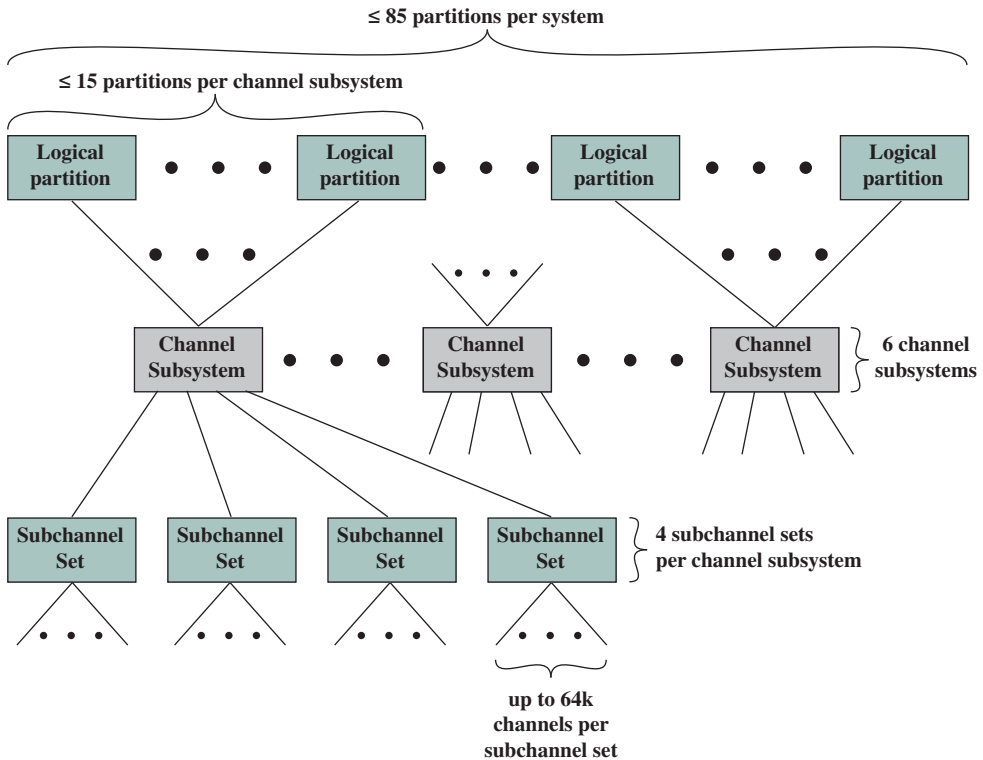 ≤ 85 partitions per system
≤ 15 partitions per channel subsystem
Logical
partition
Logical
partition
Logical
partition
Logical
partition
Channel
Subsystem
Channel
Subsystem
Channel
Subsystem
6 channel
subsystems
Subchannel
Set
Subchannel
Set
Subchannel
Set
Subchannel
Set
4 subchannel sets
per channel subsystem
up to 64k
channels per
subchannel set